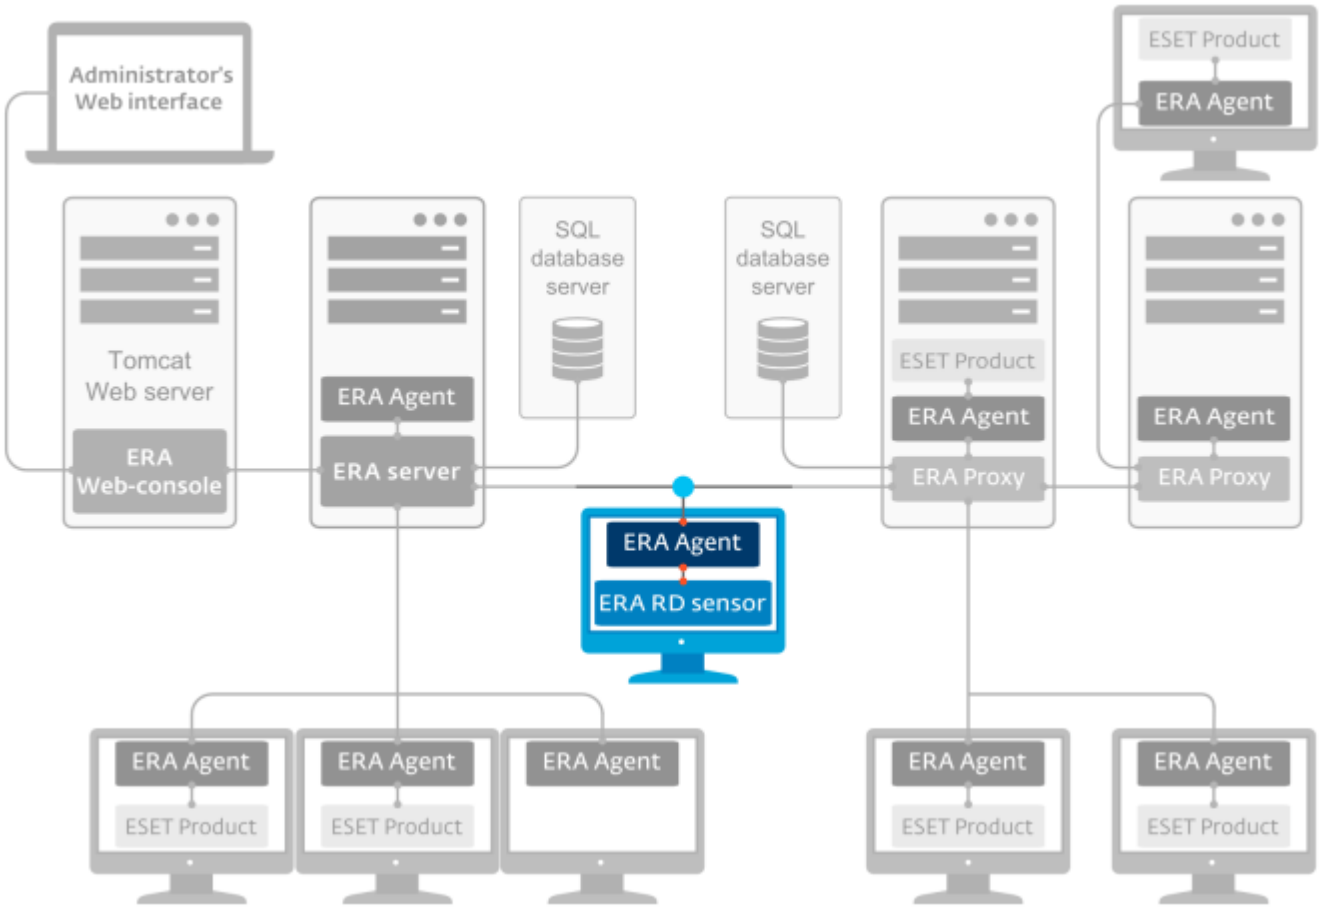 Administrator's
Web interface
ESET Product
ERA Agent
Tomcat
Web server
ERA
Web-console
ERA Agent
ERA server
SQL
database
server
SQL
database
server
ESET Product
ERA Agent
ERA Proxy
ERA Agent
ERA Proxy
ERA Agent
ERA RD sensor
ERA Agent
ESET Product
ERA Agent
ESET Product
ERA Agent
ERA Agent
ESET Product
ERA Agent
ESET Product